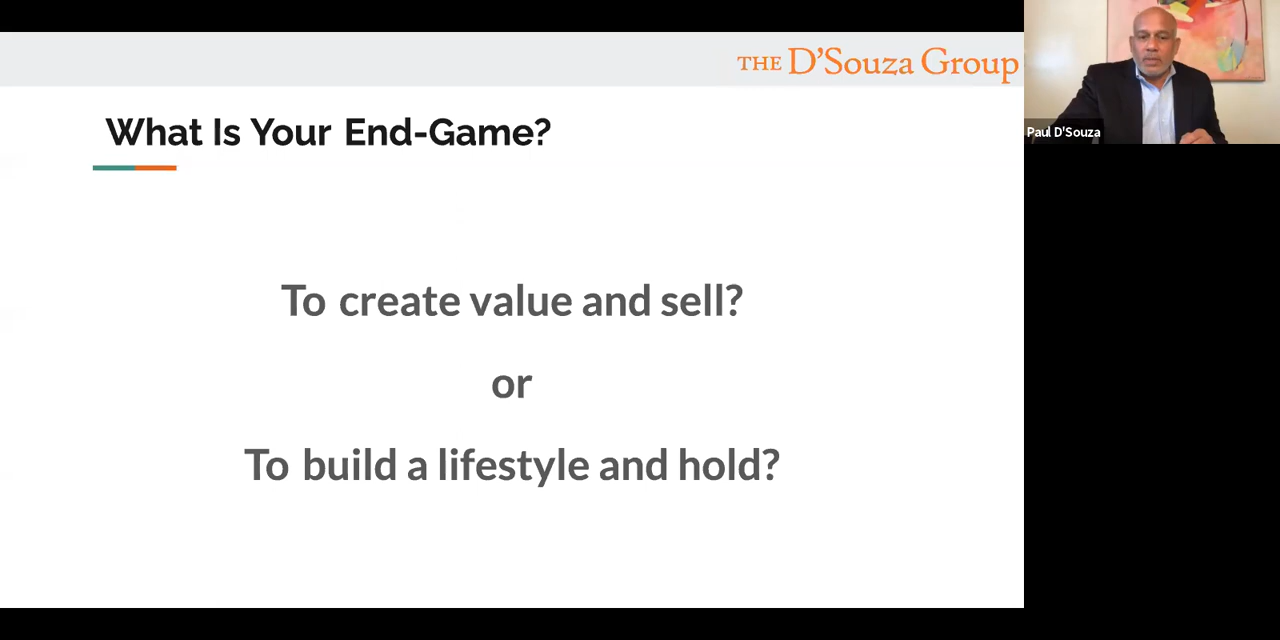 THE D'Souza Group
What Is Your End-Game?
To create value and sell?
or
To build a lifestyle and hold?
Paul D'Souza